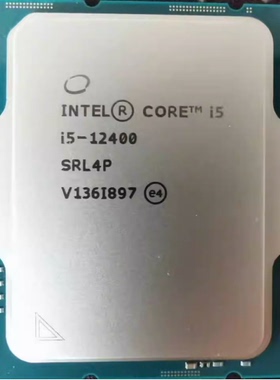 INTEL® CORE™ i5
i5-12400
SRL4P
V136I897 e4